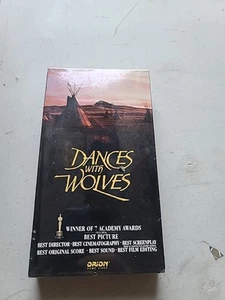 DANCES
WITH
WOLVES
WINNER OF 7 ACADEMY AWARDS
BEST PICTURE
BEST DIRECTOR · BEST CINEMATOGRAPHY · BEST SCREENPLAY
BEST ORIGINAL SCORE · BEST SOUND · BEST FILM EDITING
ORION